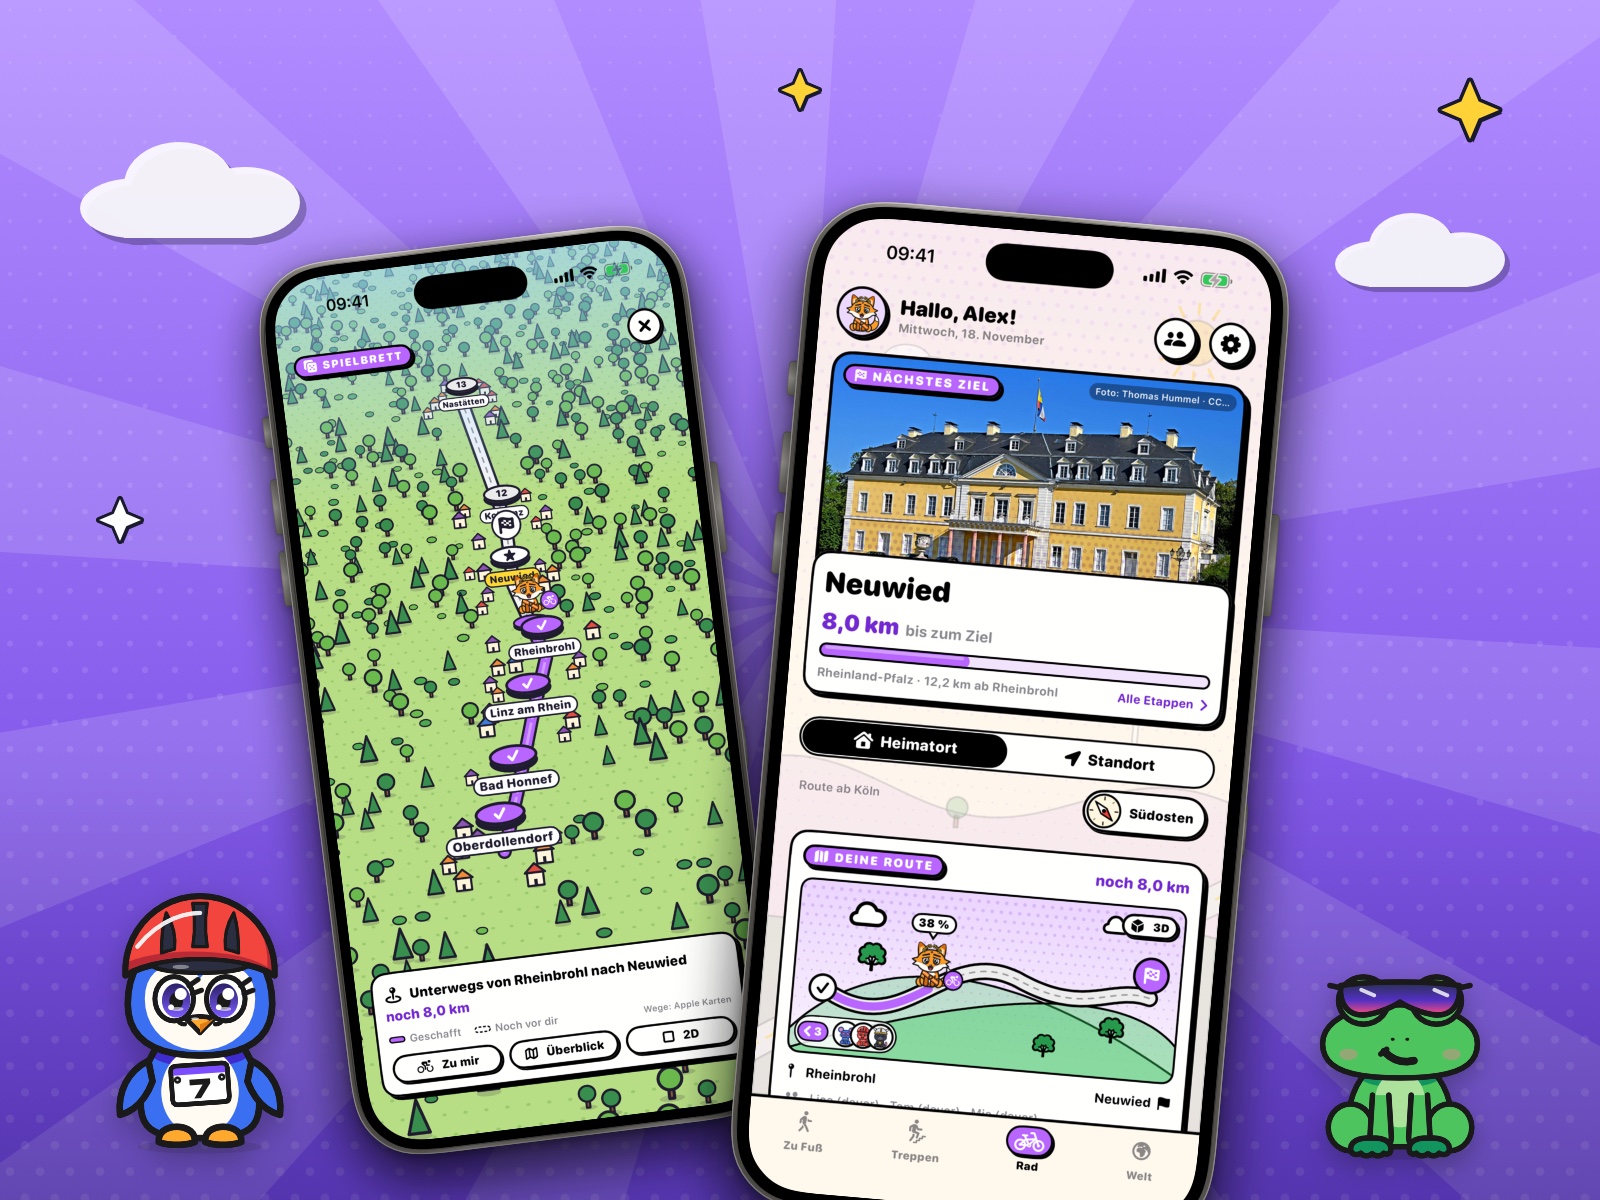 09:41
SPIELBRETT
13
Nastätten
12
Neuwied
Rheinbrohl
Linz am Rhein
Bad Honnef
Oberdollendorf
Unterwegs von Rheinbrohl nach Neuwied
noch 8,0 km
Wege: Apple Karten
Geschafft
Noch vor dir
Zu mir
Überblick
2D
7
09:41
Hallo, Alex!
Mittwoch, 18. November
NÄCHSTES ZIEL
Foto: Thomas Hummel · CC...
Neuwied
8,0 km bis zum Ziel
Rheinland-Pfalz · 12,2 km ab Rheinbrohl
Alle Etappen
Heimatort
Standort
Route ab Köln
Südosten
DEINE ROUTE
noch 8,0 km
38 %
3D
3
Rheinbrohl
Neuwied
Zu Fuß
Treppen
Rad
Welt